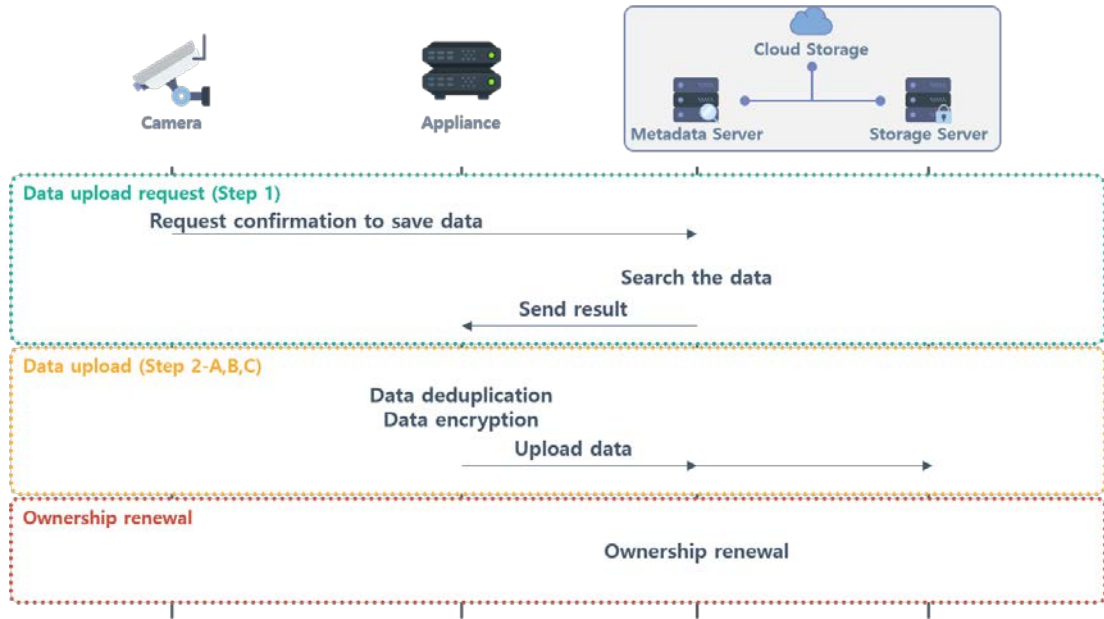 Cloud Storage
Camera
Appliance
Metadata Server
Storage Server
Data upload request (Step 1)
Request confirmation to save data
Search the data
Send result
Data upload (Step 2-A,B,C)
Data deduplication
Data encryption
Upload data
Ownership renewal
Ownership renewal